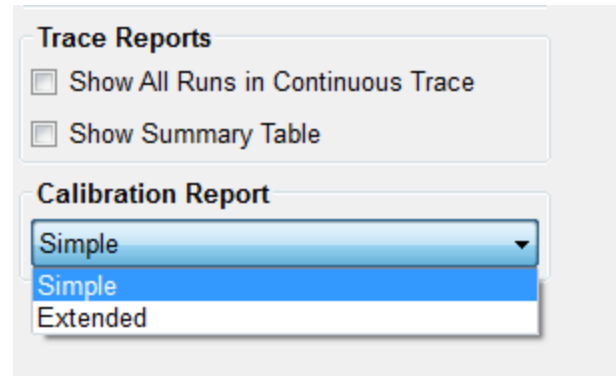 Trace Reports
Show All Runs in Continuous Trace
Show Summary Table
Calibration Report
Simple
Simple
Extended